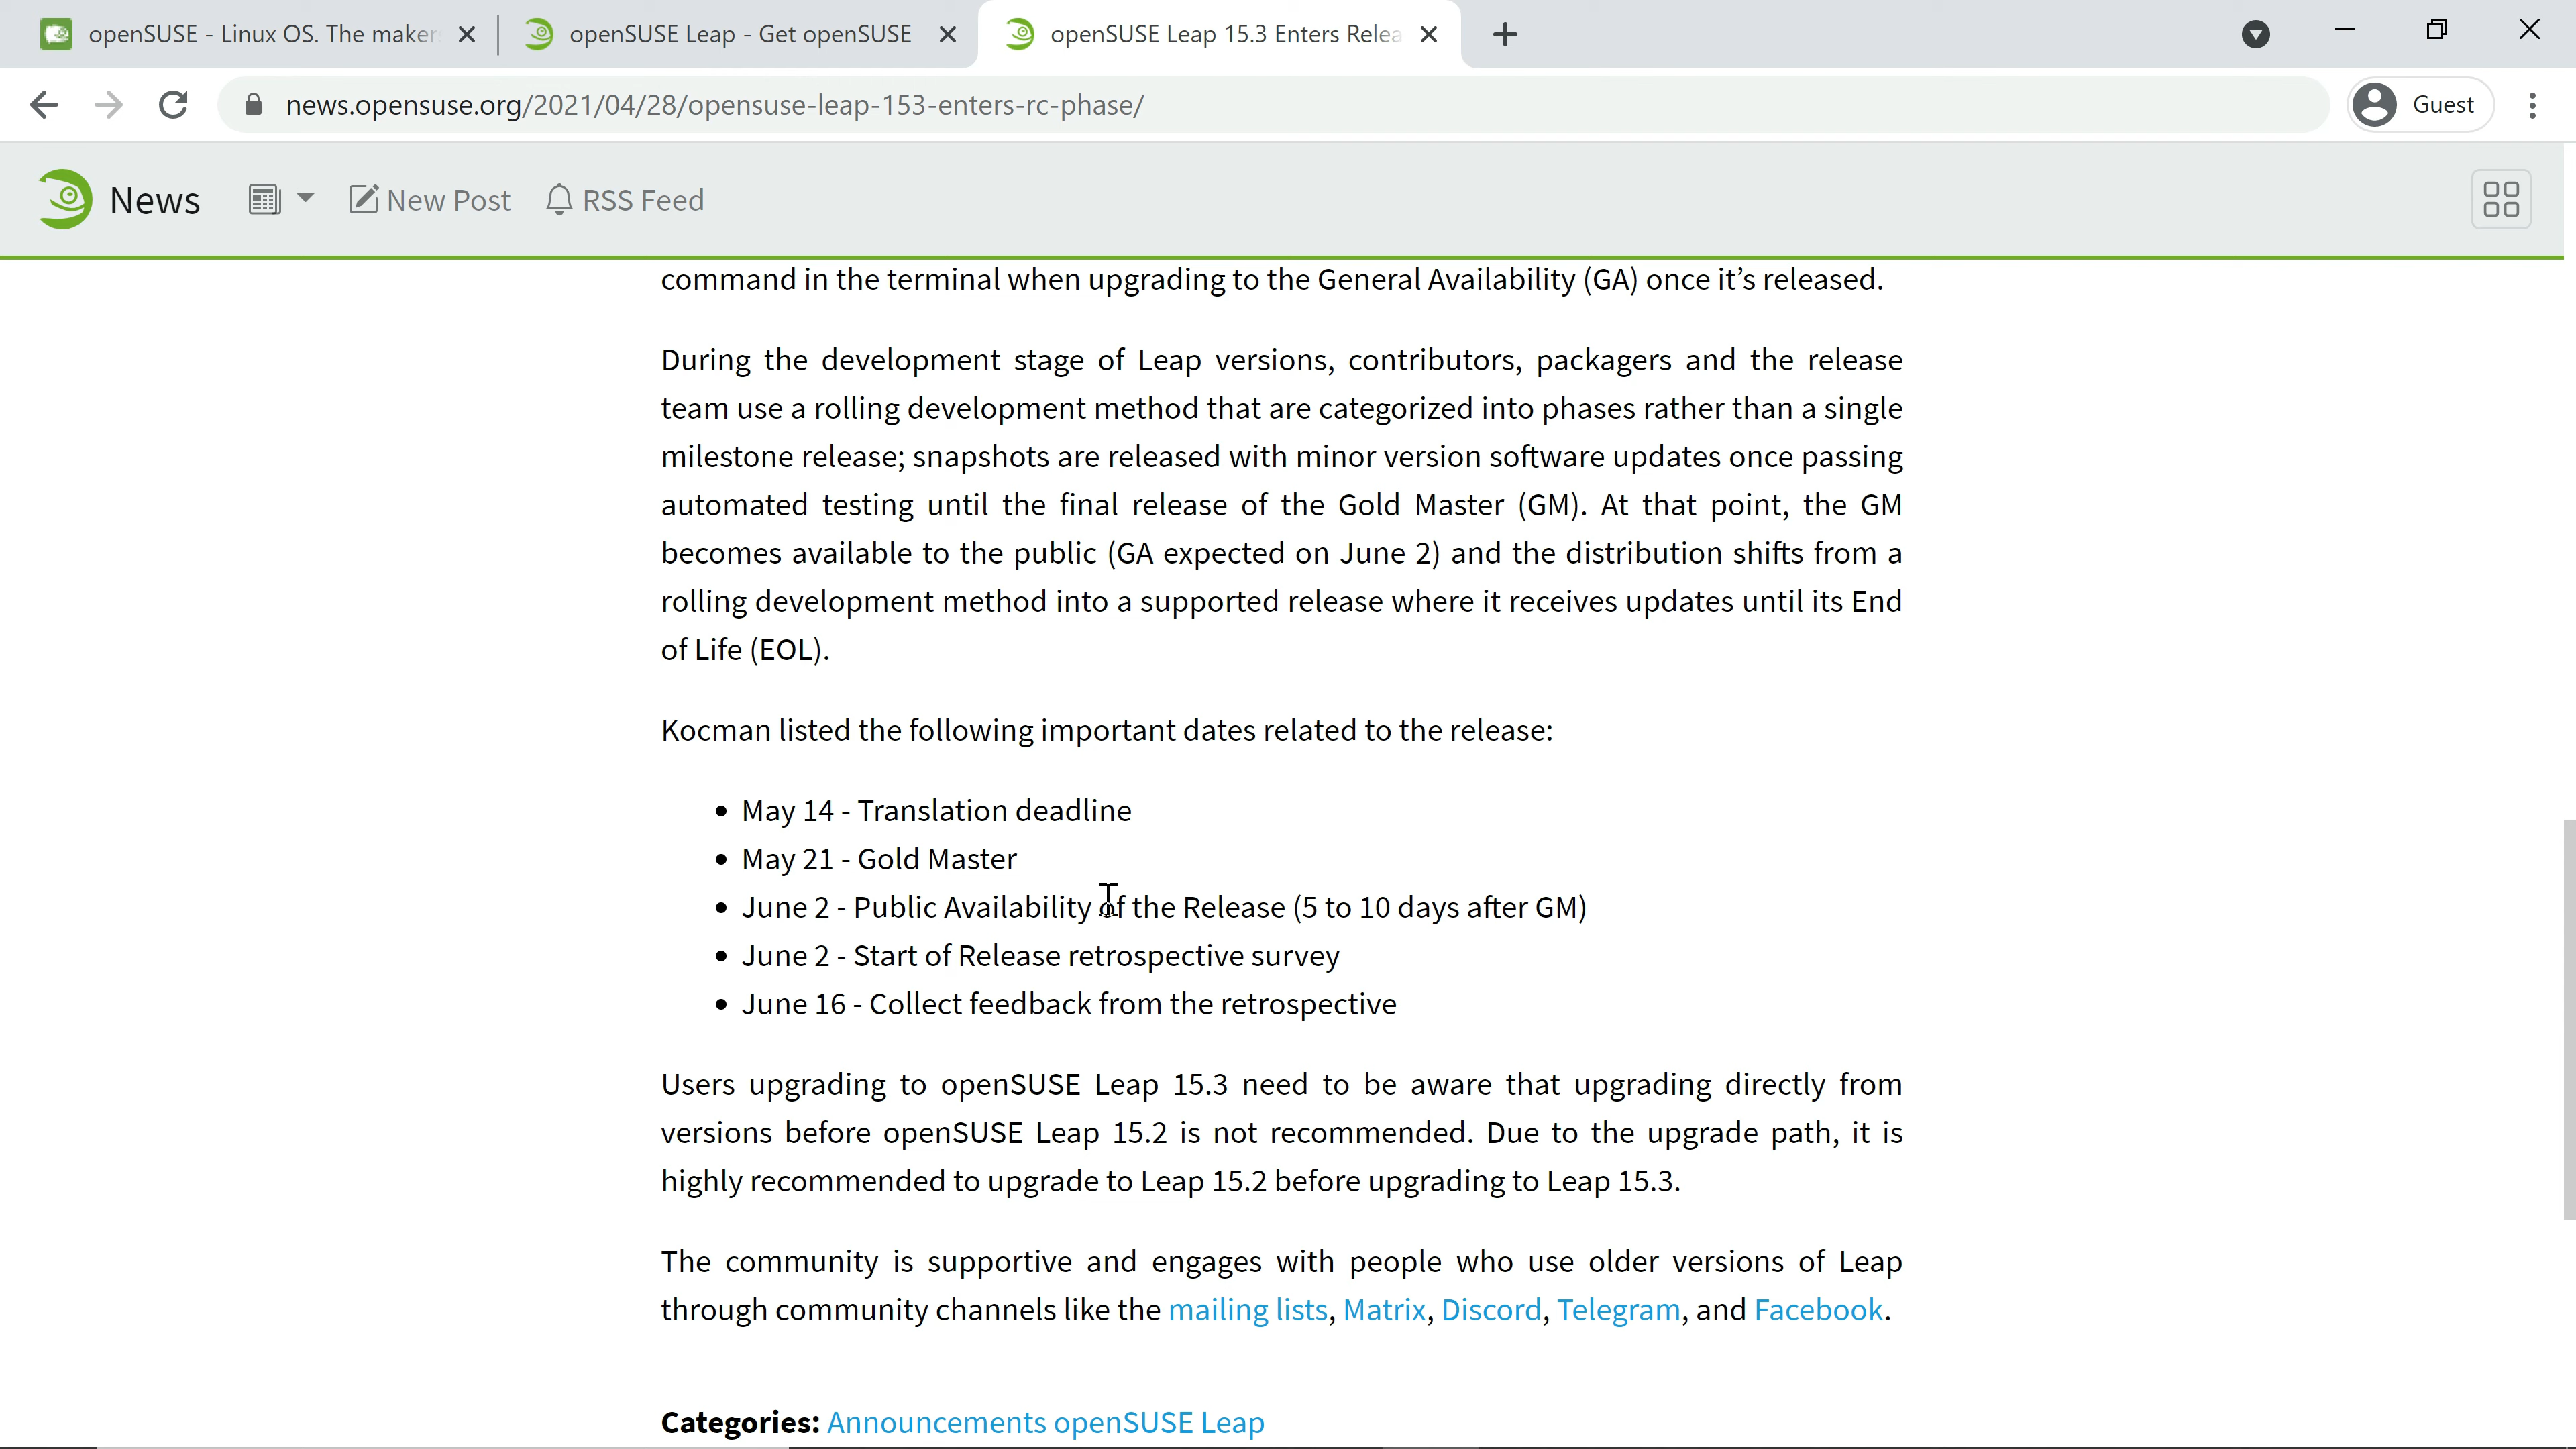 openSUSE - Linux OS. The maker
openSUSE Leap - Get openSUSE
openSUSE Leap 15.3 Enters Relea
news.opensuse.org/2021/04/28/opensuse-leap-153-enters-rc-phase/
Guest
News
New Post
RSS Feed
command in the terminal when upgrading to the General Availability (GA) once it’s released.
During the development stage of Leap versions, contributors, packagers and the release
team use a rolling development method that are categorized into phases rather than a single
milestone release; snapshots are released with minor version software updates once passing
automated testing until the final release of the Gold Master (GM). At that point, the GM
becomes available to the public (GA expected on June 2) and the distribution shifts from a
rolling development method into a supported release where it receives updates until its End
of Life (EOL).
Kocman listed the following important dates related to the release:
• May 14 - Translation deadline
• May 21 - Gold Master
• June 2 - Public Availability of the Release (5 to 10 days after GM)
• June 2 - Start of Release retrospective survey
• June 16 - Collect feedback from the retrospective
Users upgrading to openSUSE Leap 15.3 need to be aware that upgrading directly from
versions before openSUSE Leap 15.2 is not recommended. Due to the upgrade path, it is
highly recommended to upgrade to Leap 15.2 before upgrading to Leap 15.3.
The community is supportive and engages with people who use older versions of Leap
through community channels like the mailing lists, Matrix, Discord, Telegram, and Facebook.
Categories: Announcements openSUSE Leap